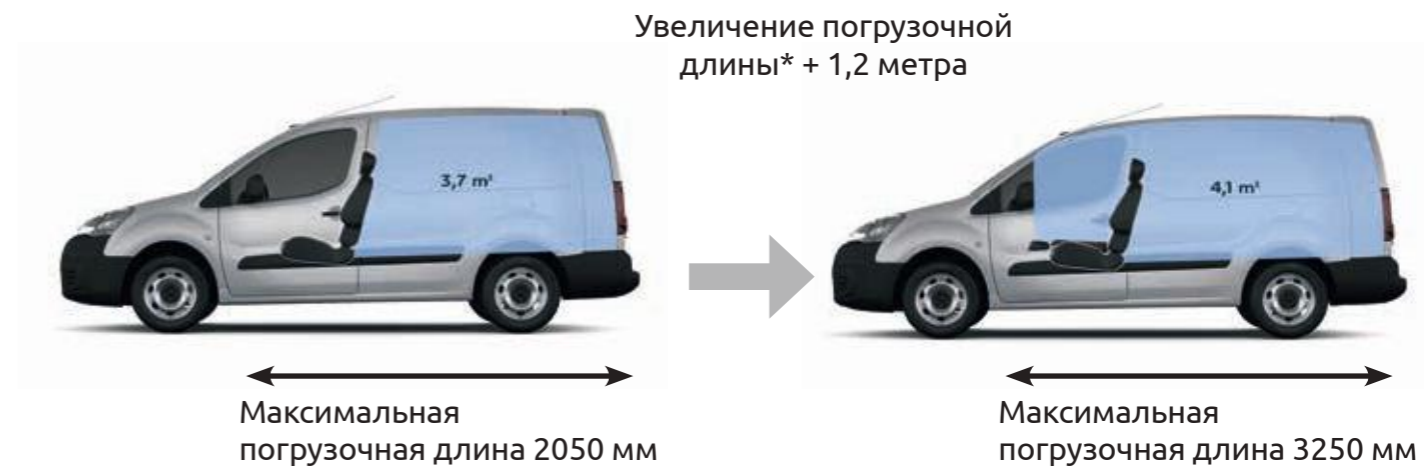 Увеличение погрузочной
длины* + 1,2 метра
3,7 m³
4,1 m³
Максимальная
погрузочная длина 2050 мм
Максимальная
погрузочная длина 3250 мм